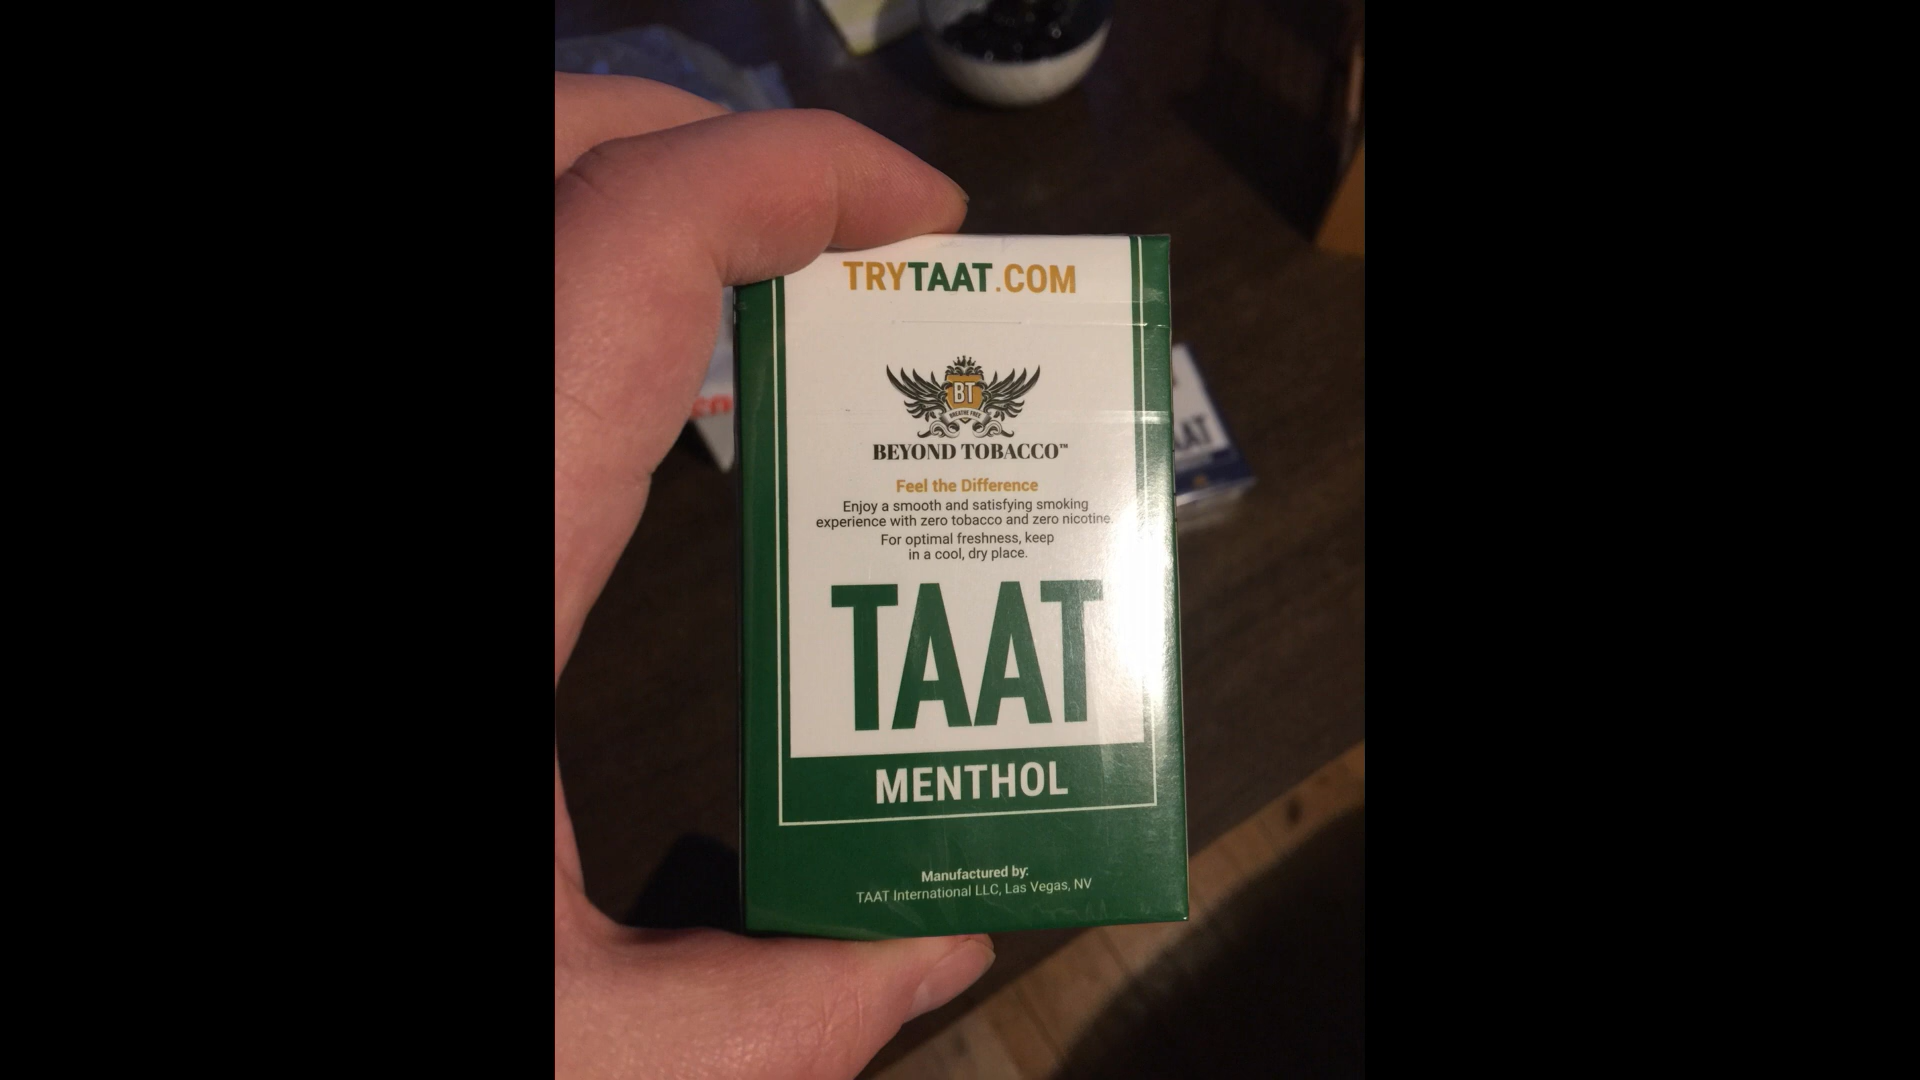 TRYTAAT.COM
BT
BREATHE FREE
BEYOND TOBACCO™
Feel the Difference
Enjoy a smooth and satisfying smoking
experience with zero tobacco and zero nicotine.
For optimal freshness, keep
in a cool, dry place.
TAAT
MENTHOL
Manufactured by:
TAAT International LLC, Las Vegas, NV